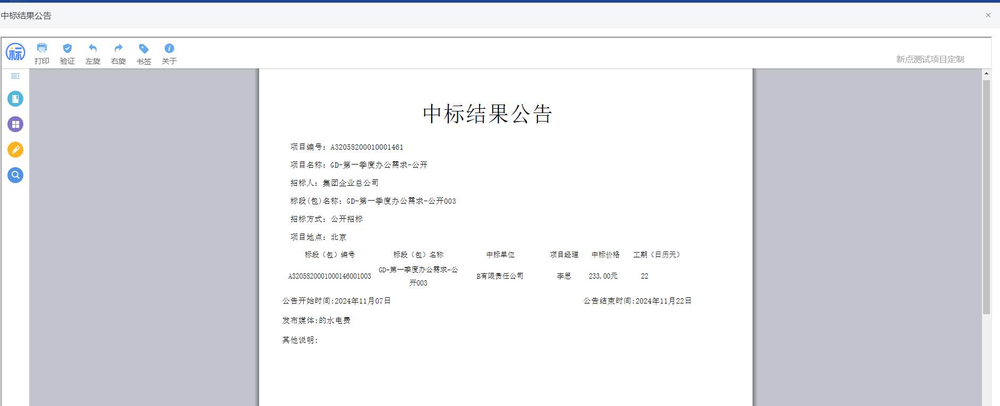 中标结果公告
×
标
打印 验证 左旋 右旋 书签 关于
新点测试项目定制
中标结果公告
项目编号: A32058200010001461
项目名称: GD-第一季度办公需求-公开
招标人: 集团企业总公司
标段(包)名称: GD-第一季度办公需求-公开003
招标方式: 公开招标
项目地点: 北京
标段（包）编号 标段（包）名称 中标单位 项目经理 中标价格 工期（日历天）
A3205820001000146001003 GD-第一季度办公需求-公开003 B有限责任公司 李思 233.00元 22
公告开始时间:2024年11月07日 公告结束时间:2024年11月22日
发布媒体:的水电费
其他说明: